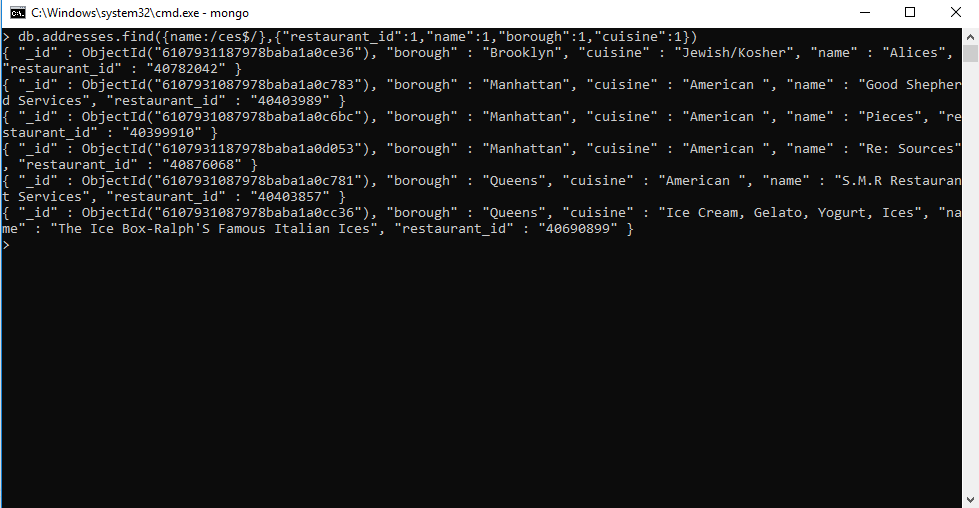 C:\Windows\system32\cmd.exe - mongo
> db.addresses.find({name:/ces$/},{"restaurant_id":1,"name":1,"borough":1,"cuisine":1})
{ "_id" : ObjectId("6107931187978baba1a0ce36"), "borough" : "Brooklyn", "cuisine" : "Jewish/Kosher", "name" : "Alices",
"restaurant_id" : "40782042" }
{ "_id" : ObjectId("6107931087978baba1a0c783"), "borough" : "Manhattan", "cuisine" : "American ", "name" : "Good Shepher
d Services", "restaurant_id" : "40403989" }
{ "_id" : ObjectId("6107931087978baba1a0c6bc"), "borough" : "Manhattan", "cuisine" : "American ", "name" : "Pieces", "re
staurant_id" : "40399910" }
{ "_id" : ObjectId("6107931187978baba1a0d053"), "borough" : "Manhattan", "cuisine" : "American ", "name" : "Re: Sources"
, "restaurant_id" : "40876068" }
{ "_id" : ObjectId("6107931087978baba1a0c781"), "borough" : "Queens", "cuisine" : "American ", "name" : "S.M.R Restauran
t Services", "restaurant_id" : "40403857" }
{ "_id" : ObjectId("6107931087978baba1a0cc36"), "borough" : "Queens", "cuisine" : "Ice Cream, Gelato, Yogurt, Ices", "na
me" : "The Ice Box-Ralph'S Famous Italian Ices", "restaurant_id" : "40690899" }
>